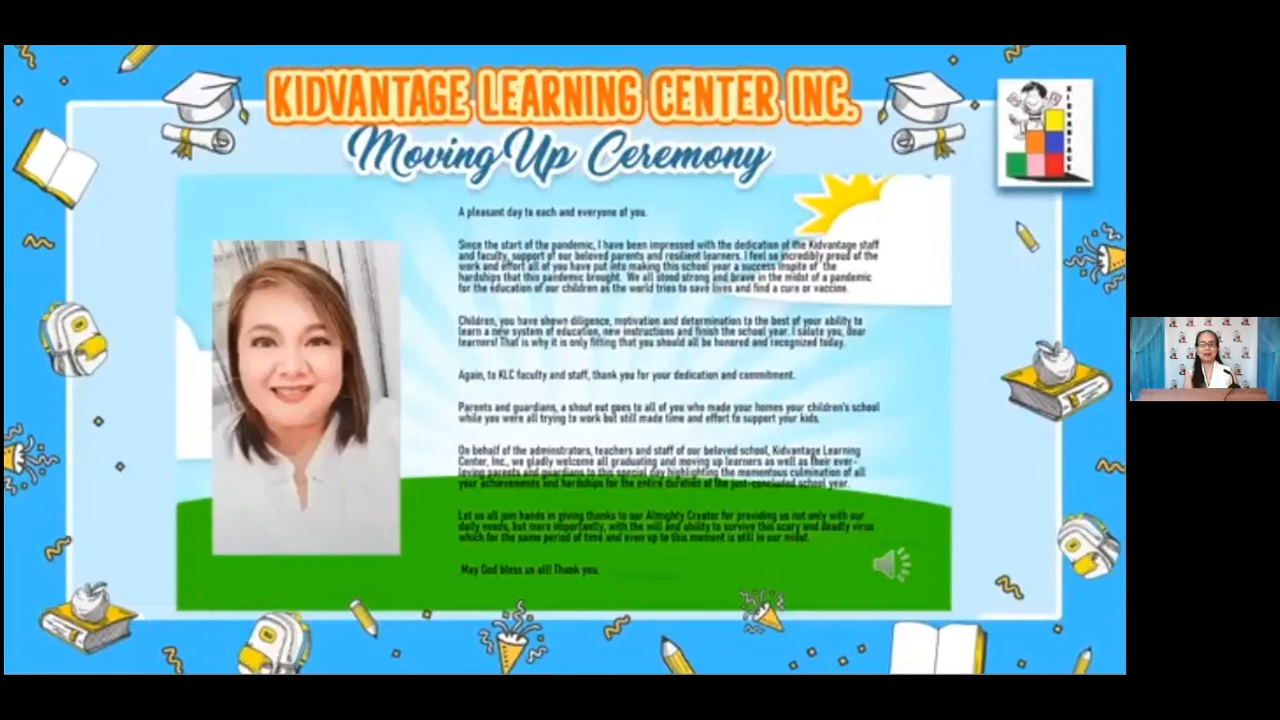 KIDVANTAGE LEARNING CENTER INC.
Moving Up Ceremony
KIDVANTAGE
A pleasant day to each and everyone of you.
Since the start of the pandemic, I have been impressed with the dedication of the Kidvantage staff
and faculty, support of our beloved parents and resilient learners. I feel so incredibly proud of the
work and effort all of you have put into making this school year a success inspite of the
hardships that this pandemic brought. We all stood strong and brave in the midst of a pandemic
for the education of our children as the world tries to save lives and find a cure or vaccine.
Children, you have shown diligence, motivation and determination to the best of your ability to
learn a new system of education, new instructions and finish the school year. I salute you, dear
learners! That is why it is only fitting that you should all be honored and recognized today.
Again, to KLC faculty and staff, thank you for your dedication and commitment.
Parents and guardians, a shout out goes to all of you who made your homes your children's school
while you were all trying to work but still made time and effort to support your kids.
On behalf of the adminstrators, teachers and staff of our beloved school, Kidvantage Learning
Center, Inc., we gladly welcome all graduating and moving up learners as well as their ever-
loving parents and guardians to this special day highlighting the momentous culmination of all
your achievements and hardships for the entire duration of the just-concluded school year.
Let us all join hands in giving thanks to our Almighty Creator for providing us not only with our
daily needs, but more importantly, with the will and ability to survive this scary and deadly virus
which for the same period of time and even up to this moment is still in our midst.
May God bless us all! Thank you.